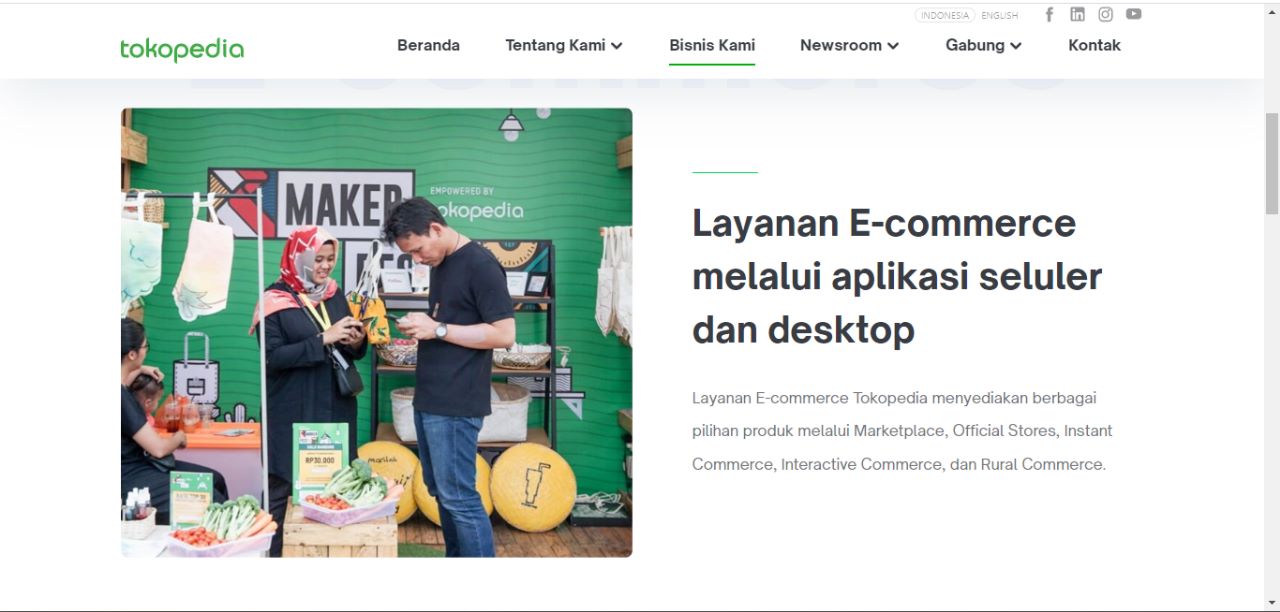 INDONESIA ENGLISH
tokopedia
Beranda Tentang Kami Bisnis Kami Newsroom Gabung Kontak
MAKER
EMPOWERED BY
tokopedia
RP30.000
Layanan E-commerce
melalui aplikasi seluler
dan desktop
Layanan E-commerce Tokopedia menyediakan berbagai
pilihan produk melalui Marketplace, Official Stores, Instant
Commerce, Interactive Commerce, dan Rural Commerce.